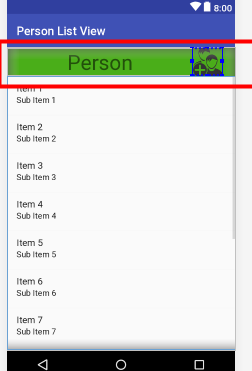 8:00
Person List View
Person
Item 1
Sub Item 1
Item 2
Sub Item 2
Item 3
Sub Item 3
Item 4
Sub Item 4
Item 5
Sub Item 5
Item 6
Sub Item 6
Item 7
Sub Item 7